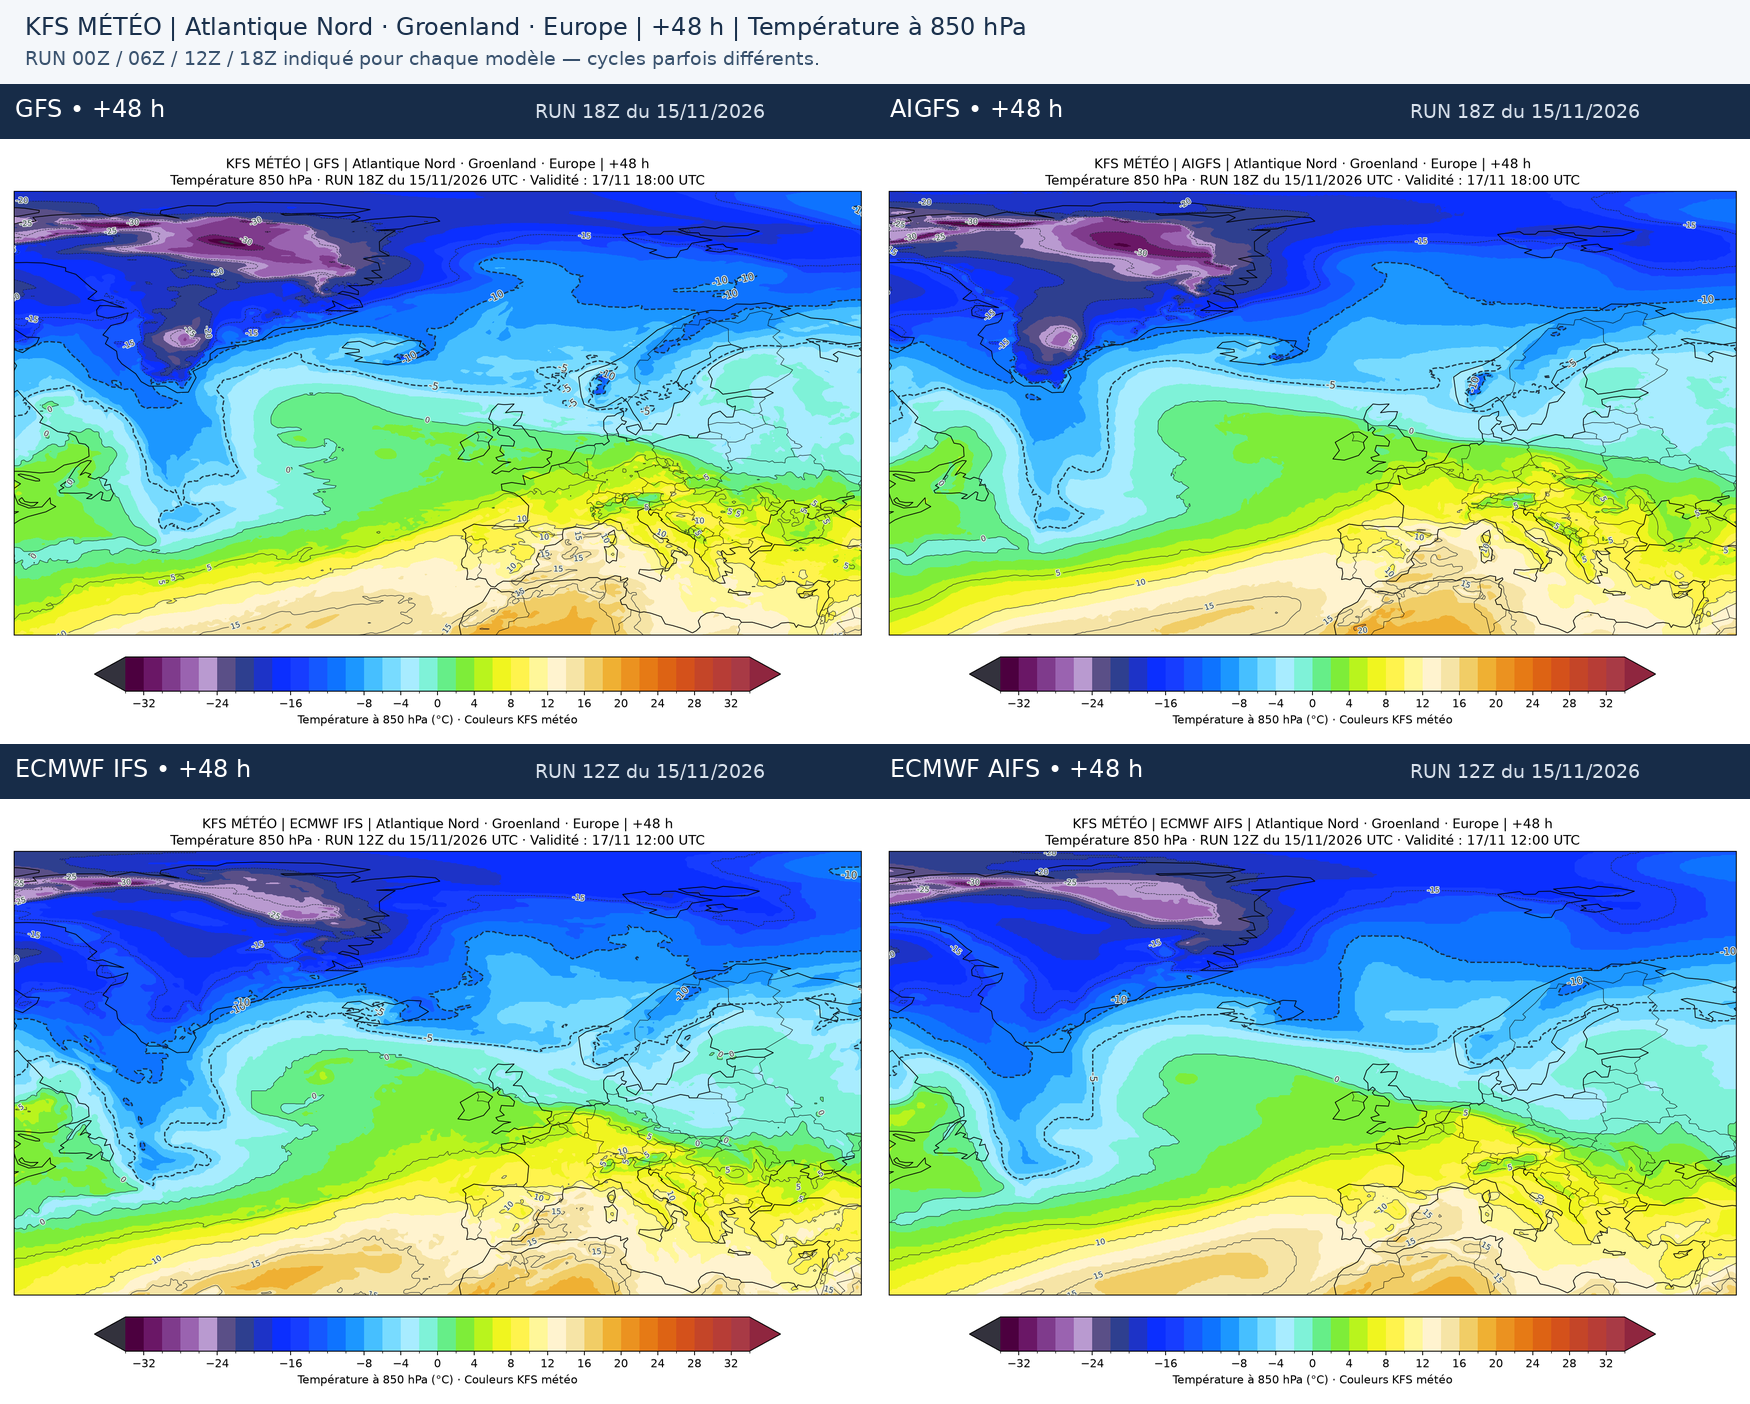 KFS MÉTÉO | Atlantique Nord · Groenland · Europe | +48 h | Température à 850 hPa
RUN 00Z / 06Z / 12Z / 18Z indiqué pour chaque modèle — cycles parfois différents.
GFS • +48 h
RUN 18Z du 15/11/2026
AIGFS • +48 h
RUN 18Z du 15/11/2026
KFS MÉTÉO | GFS | Atlantique Nord · Groenland · Europe | +48 h
Température 850 hPa · RUN 18Z du 15/11/2026 UTC · Validité : 17/11 18:00 UTC
KFS MÉTÉO | AIGFS | Atlantique Nord · Groenland · Europe | +48 h
Température 850 hPa · RUN 18Z du 15/11/2026 UTC · Validité : 17/11 18:00 UTC
−32 −24 −16 −8 −4 0 4 8 12 16 20 24 28 32
Température à 850 hPa (°C) · Couleurs KFS météo
−32 −24 −16 −8 −4 0 4 8 12 16 20 24 28 32
Température à 850 hPa (°C) · Couleurs KFS météo
ECMWF IFS • +48 h
RUN 12Z du 15/11/2026
ECMWF AIFS • +48 h
RUN 12Z du 15/11/2026
KFS MÉTÉO | ECMWF IFS | Atlantique Nord · Groenland · Europe | +48 h
Température 850 hPa · RUN 12Z du 15/11/2026 UTC · Validité : 17/11 12:00 UTC
KFS MÉTÉO | ECMWF AIFS | Atlantique Nord · Groenland · Europe | +48 h
Température 850 hPa · RUN 12Z du 15/11/2026 UTC · Validité : 17/11 12:00 UTC
−32 −24 −16 −8 −4 0 4 8 12 16 20 24 28 32
Température à 850 hPa (°C) · Couleurs KFS météo
−32 −24 −16 −8 −4 0 4 8 12 16 20 24 28 32
Température à 850 hPa (°C) · Couleurs KFS météo